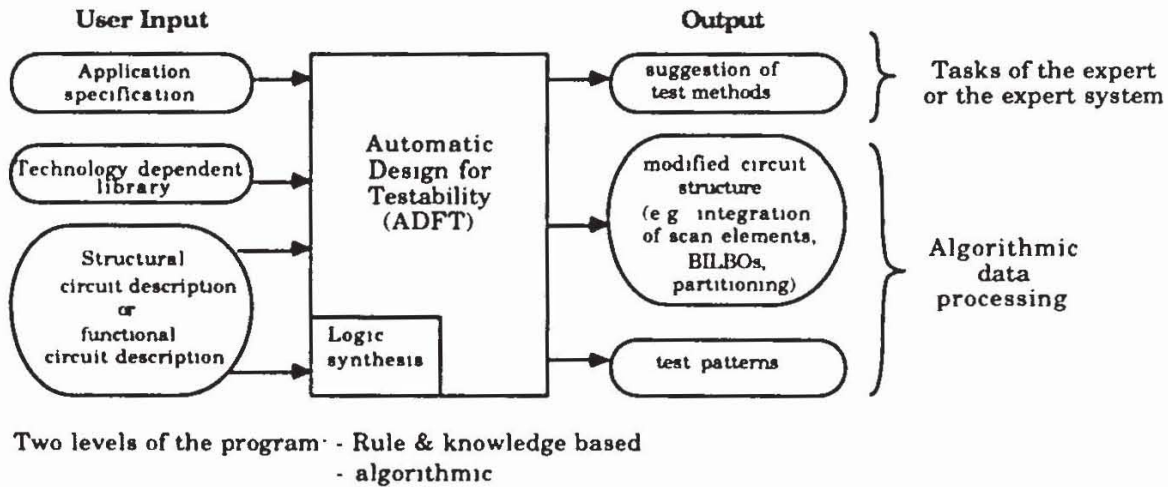 User Input
Application
specification
Technology dependent
library
Structural
circuit description
or
functional
circuit description
Automatic
Design for
Testability
(ADFT)
Logic
synthesis
Output
suggestion of
test methods
modified circuit
structure
(e g integration
of scan elements,
BILBOs,
partitioning)
test patterns
Tasks of the expert
or the expert system
Algorithmic
data
processing
Two levels of the program - Rule & knowledge based
- algorithmic